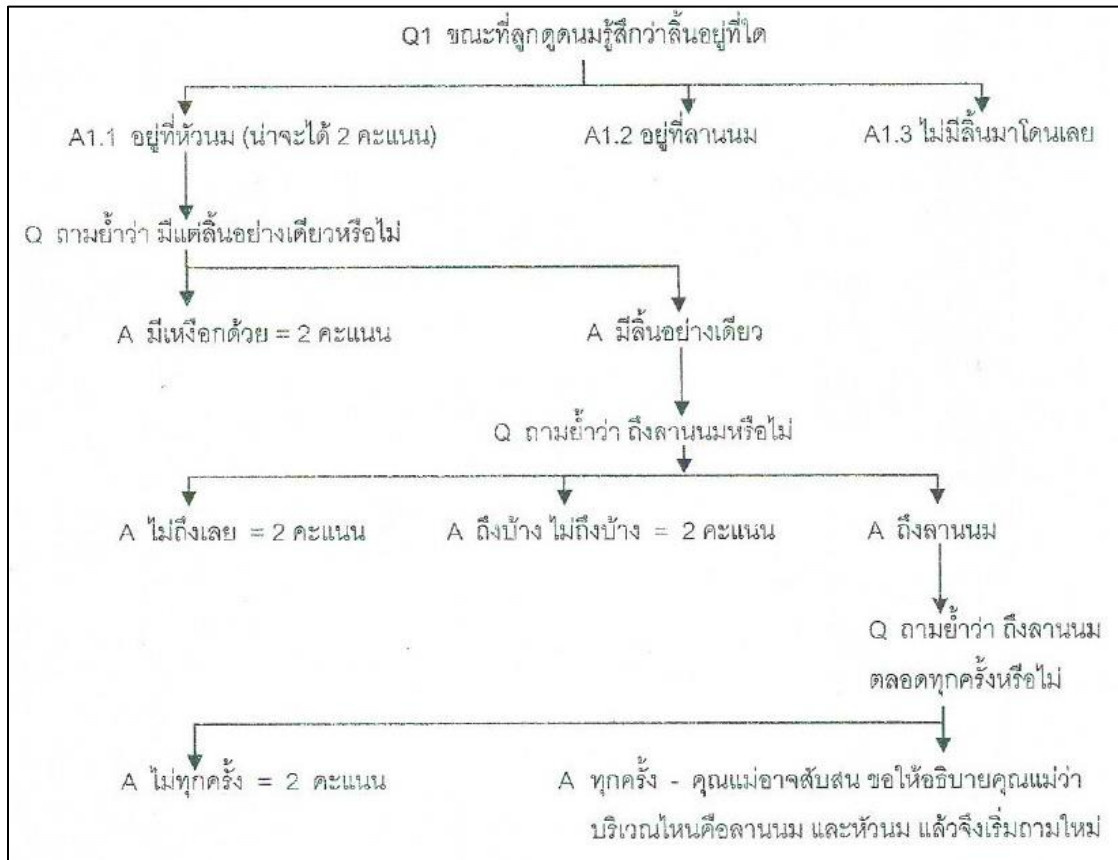 Q1 ขณะที่ลูกดูดนมรู้สึกว่าลิ้นอยู่ที่ใด
A1.1 อยู่ที่หัวนม (น่าจะได้ 2 คะแนน)
A1.2 อยู่ที่ลานนม
A1.3 ไม่มีลิ้นมาโดนเลย
Q ถามย้ำว่า มีแต่ลิ้นอย่างเดียวหรือไม่
A มีเหงือกด้วย = 2 คะแนน
A มีลิ้นอย่างเดียว
Q ถามย้ำว่า ถึงลานนมหรือไม่
A ไม่ถึงเลย = 2 คะแนน
A ถึงบ้าง ไม่ถึงบ้าง = 2 คะแนน
A ถึงลานนม
Q ถามย้ำว่า ถึงลานนม
ตลอดทุกครั้งหรือไม่
A ไม่ทุกครั้ง = 2 คะแนน
A ทุกครั้ง - คุณแม่อาจสับสน ขอให้อธิบายคุณแม่ว่า
บริเวณไหนคือลานนม และหัวนม แล้วจึงเริ่มถามใหม่